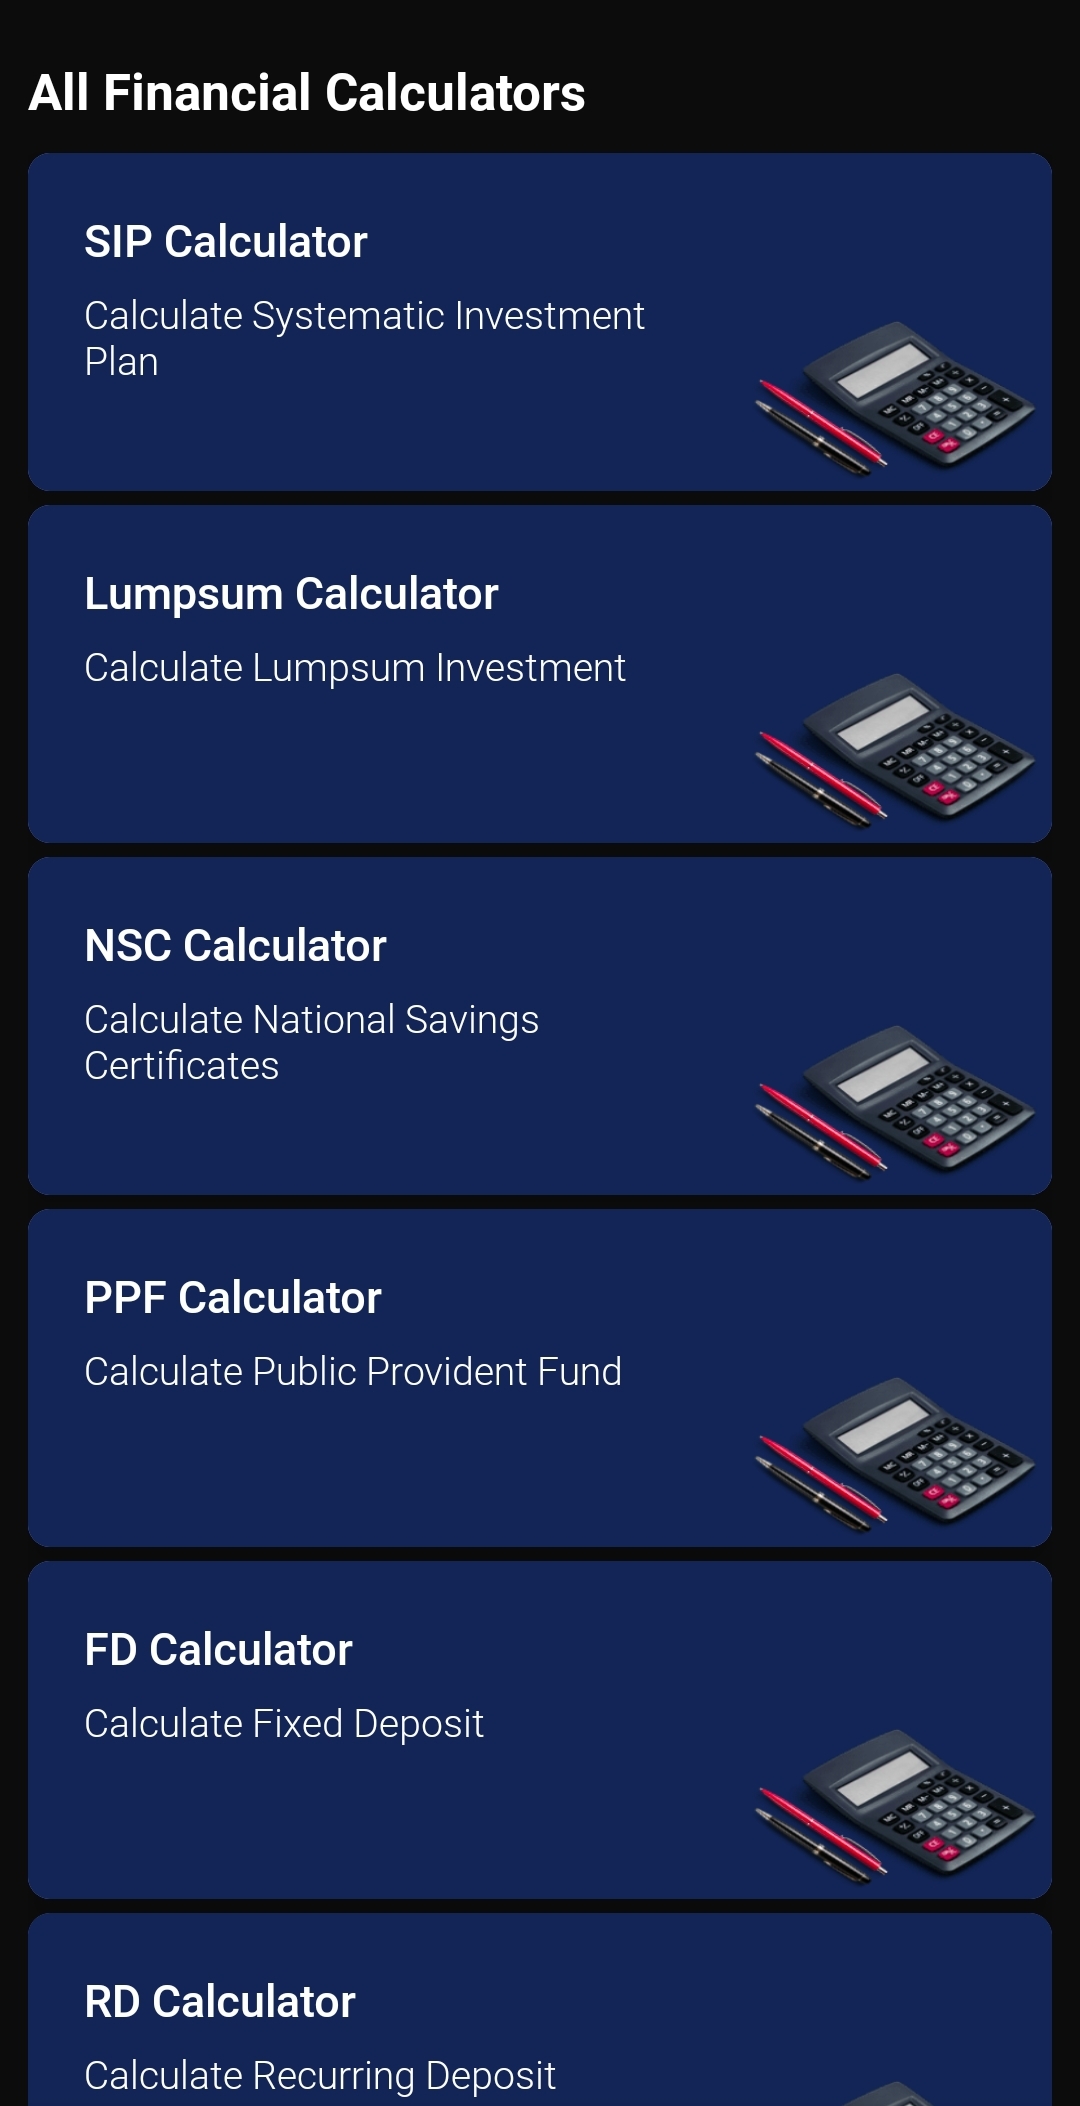 All Financial Calculators
SIP Calculator
Calculate Systematic Investment
Plan
Lumpsum Calculator
Calculate Lumpsum Investment
NSC Calculator
Calculate National Savings
Certificates
PPF Calculator
Calculate Public Provident Fund
FD Calculator
Calculate Fixed Deposit
RD Calculator
Calculate Recurring Deposit